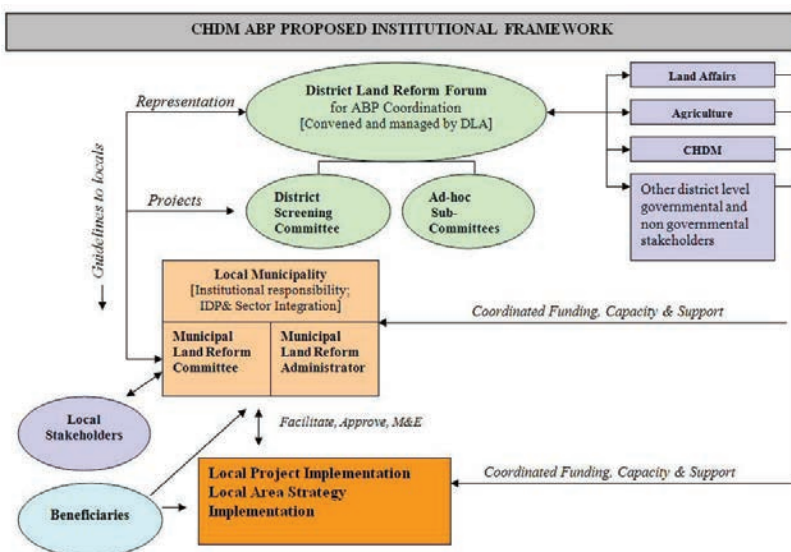 CHDM ABP PROPOSED INSTITUTIONAL FRAMEWORK
Representation
District Land Reform Forum
for ABP Coordination
[Convened and managed by DLA]
Land Affairs
Agriculture
CHDM
Other district level
governmental and
non governmental
stakeholders
Guidelines to locals
Projects
District
Screening
Committee
Ad-hoc
Sub-
Committees
Local Municipality
[Institutional responsibility;
IDP& Sector Integration]
Municipal
Land Reform
Committee
Municipal
Land Reform
Administrator
Coordinated Funding, Capacity & Support
Local
Stakeholders
Facilitate, Approve, M&E
Local Project Implementation
Local Area Strategy
Implementation
Coordinated Funding, Capacity & Support
Beneficiaries